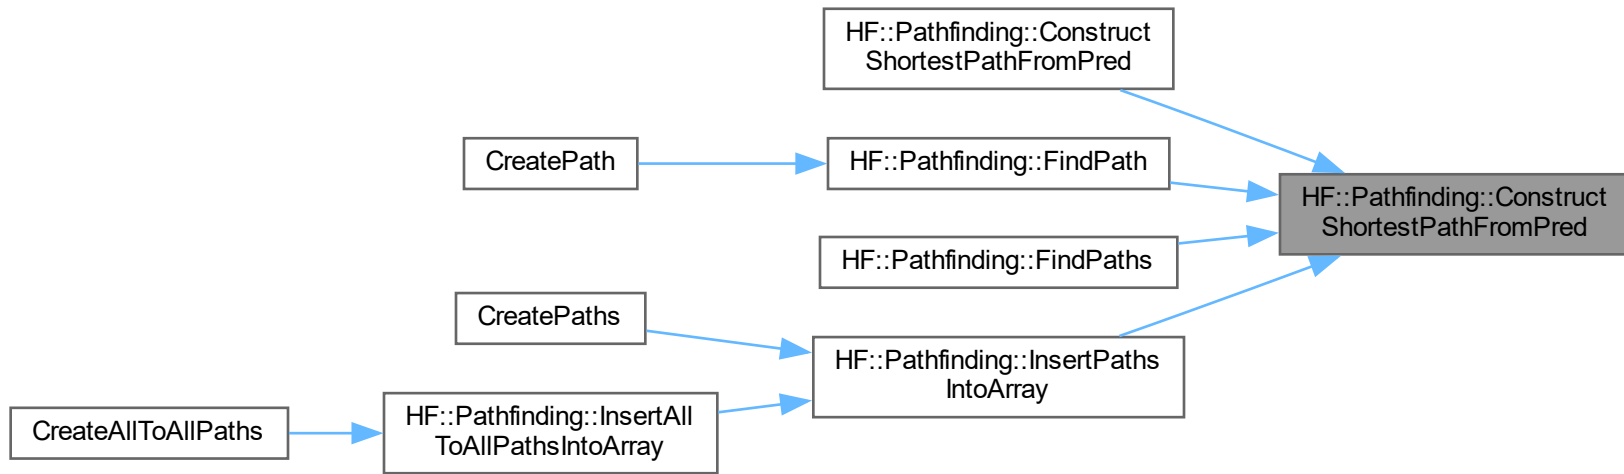 HF::Pathfinding::Construct
ShortestPathFromPred
CreatePath
HF::Pathfinding::FindPath
HF::Pathfinding::Construct
ShortestPathFromPred
HF::Pathfinding::FindPaths
CreatePaths
HF::Pathfinding::InsertPaths
IntoArray
CreateAllToAllPaths
HF::Pathfinding::InsertAll
ToAllPathsIntoArray